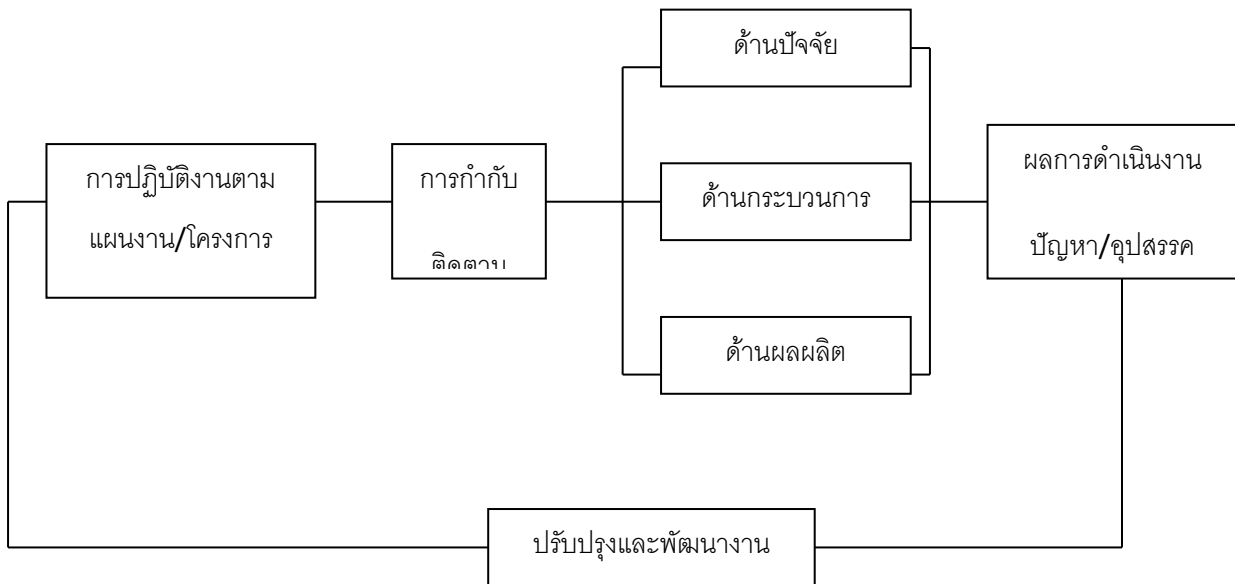 ด้านปัจจัย
การปฏิบัติงานตาม
แผนงาน/โครงการ
การกำกับ
ติดตาม
ด้านกระบวนการ
ด้านผลผลิต
ผลการดำเนินงาน
ปัญหา/อุปสรรค
ปรับปรุงและพัฒนางาน